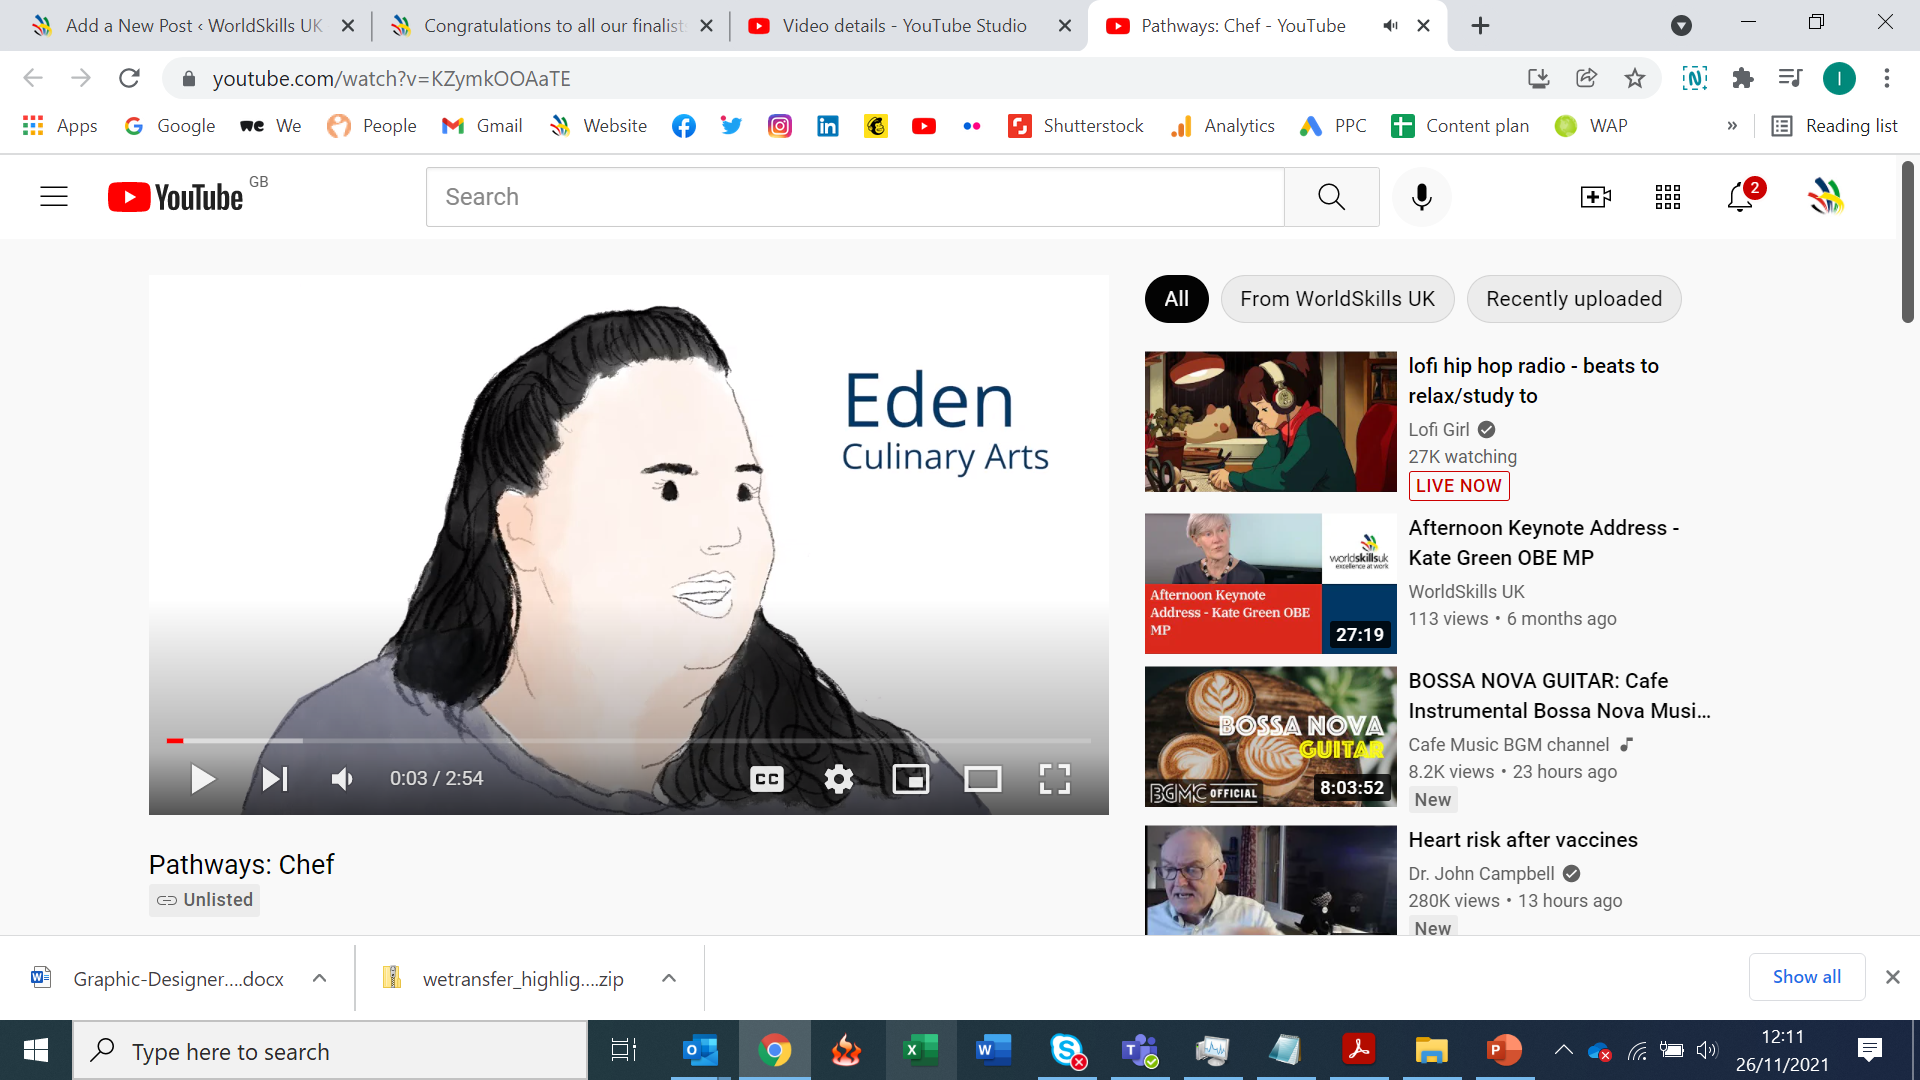 Add a New Post ‹ WorldSkills UK
Congratulations to all our finalist
Video details - YouTube Studio
Pathways: Chef - YouTube
youtube.com/watch?v=KZymkOOAaTE
I
Apps
Google
We
People
Gmail
Website
Shutterstock
Analytics
PPC
Content plan
WAP
»
Reading list
YouTube GB
Search
2
Eden
Culinary Arts
0:03 / 2:54
CC
Pathways: Chef
Unlisted
All
From WorldSkills UK
Recently uploaded
lofi hip hop radio - beats to
relax/study to
Lofi Girl
27K watching
LIVE NOW
worldskillsuk
excellence at work
Afternoon Keynote
Address - Kate Green OBE
MP
27:19
Afternoon Keynote Address -
Kate Green OBE MP
WorldSkills UK
113 views • 6 months ago
BOSSA NOVA
GUITAR
BGMC OFFICIAL
8:03:52
BOSSA NOVA GUITAR: Cafe
Instrumental Bossa Nova Musi...
Cafe Music BGM channel
8.2K views • 23 hours ago
New
Heart risk after vaccines
Dr. John Campbell
280K views • 13 hours ago
New
Graphic-Designer....docx
wetransfer_highlig....zip
Show all
Type here to search
12:11
26/11/2021